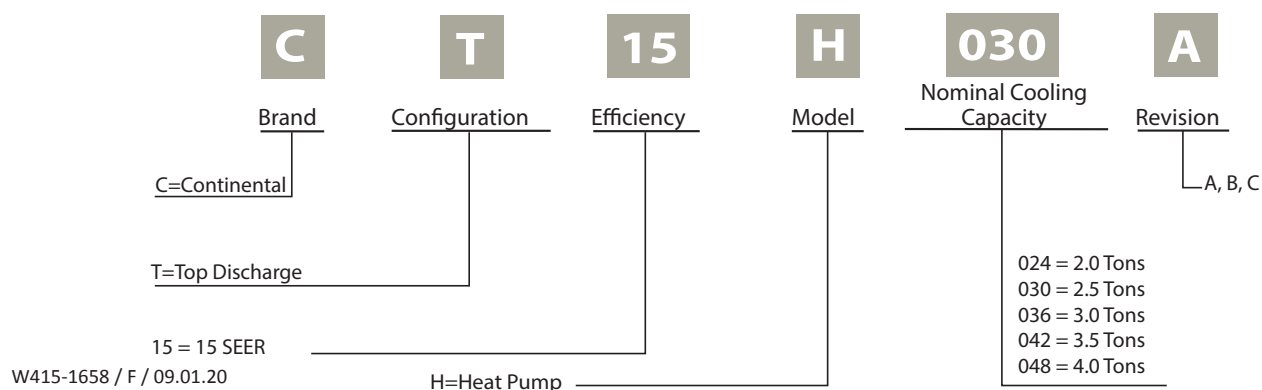 C T 15 H 030 A
Brand Configuration Efficiency Model Nominal Cooling Capacity Revision
C=Continental
A, B, C
T=Top Discharge
024 = 2.0 Tons
030 = 2.5 Tons
036 = 3.0 Tons
042 = 3.5 Tons
048 = 4.0 Tons
15 = 15 SEER
H=Heat Pump
W415-1658 / F / 09.01.20